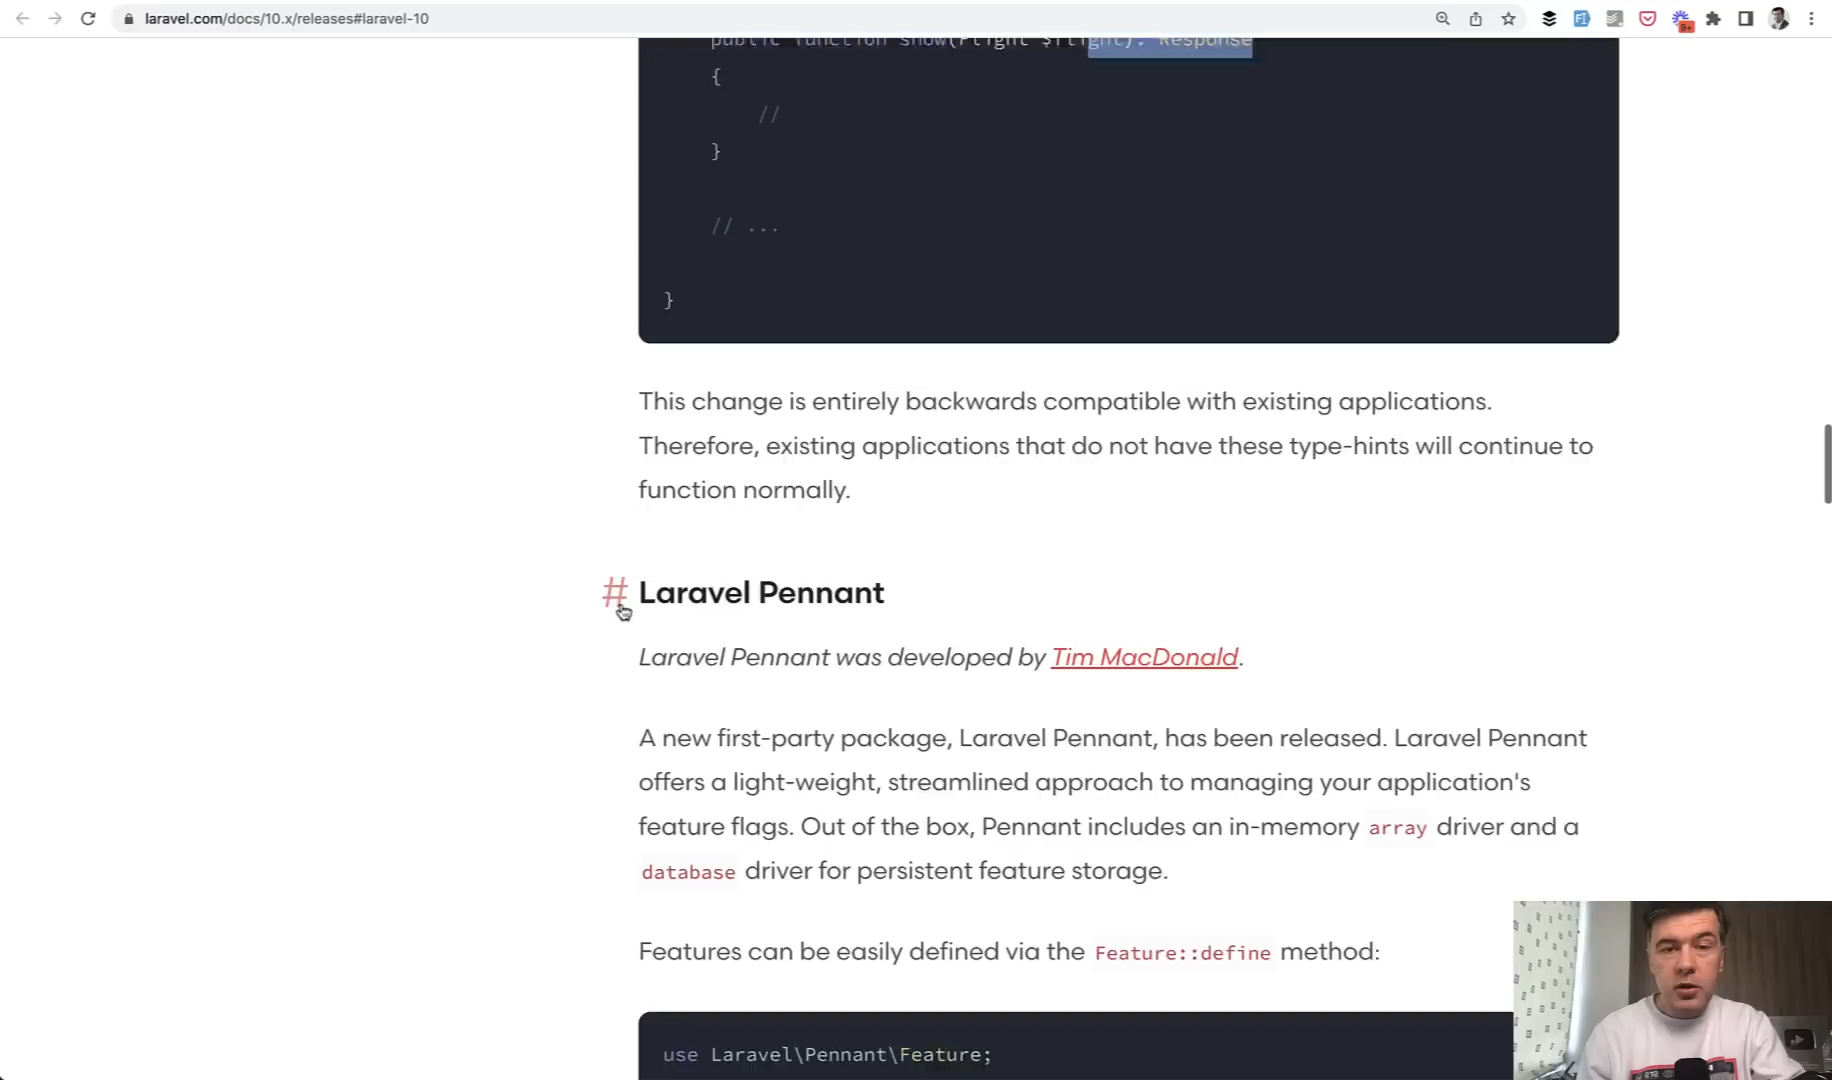 laravel.com/docs/10.x/releases#laravel-10
9+
public function show(Flight $flight): Response
{
//
}
// ...
}
This change is entirely backwards compatible with existing applications.
Therefore, existing applications that do not have these type-hints will continue to
function normally.
# Laravel Pennant
Laravel Pennant was developed by Tim MacDonald.
A new first-party package, Laravel Pennant, has been released. Laravel Pennant
offers a light-weight, streamlined approach to managing your application's
feature flags. Out of the box, Pennant includes an in-memory array driver and a
database driver for persistent feature storage.
Features can be easily defined via the Feature::define method:
use Laravel\Pennant\Feature;